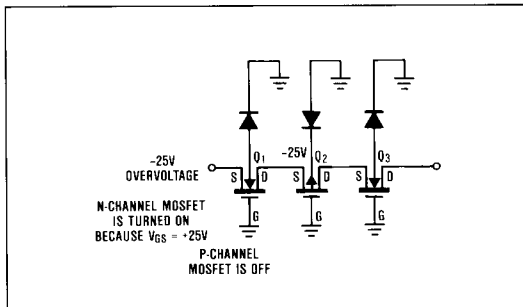 -25V
OVERVOLTAGE
Q1
-25V
Q2
Q3
S
D
S
D
S
D
G
G
G
N-CHANNEL MOSFET
IS TURNED ON
BECAUSE VGS = +25V
P-CHANNEL
MOSFET IS OFF